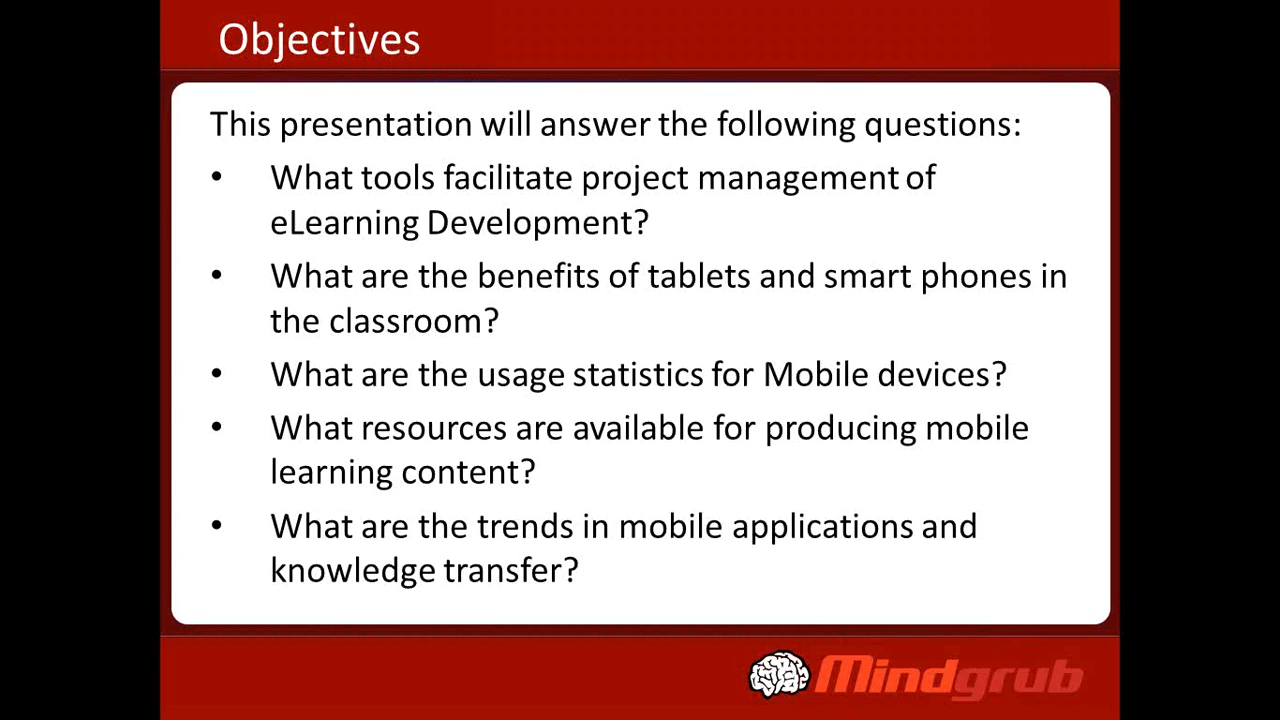 Objectives
This presentation will answer the following questions:
• What tools facilitate project management of
eLearning Development?
• What are the benefits of tablets and smart phones in
the classroom?
• What are the usage statistics for Mobile devices?
• What resources are available for producing mobile
learning content?
• What are the trends in mobile applications and
knowledge transfer?
Mindgrub